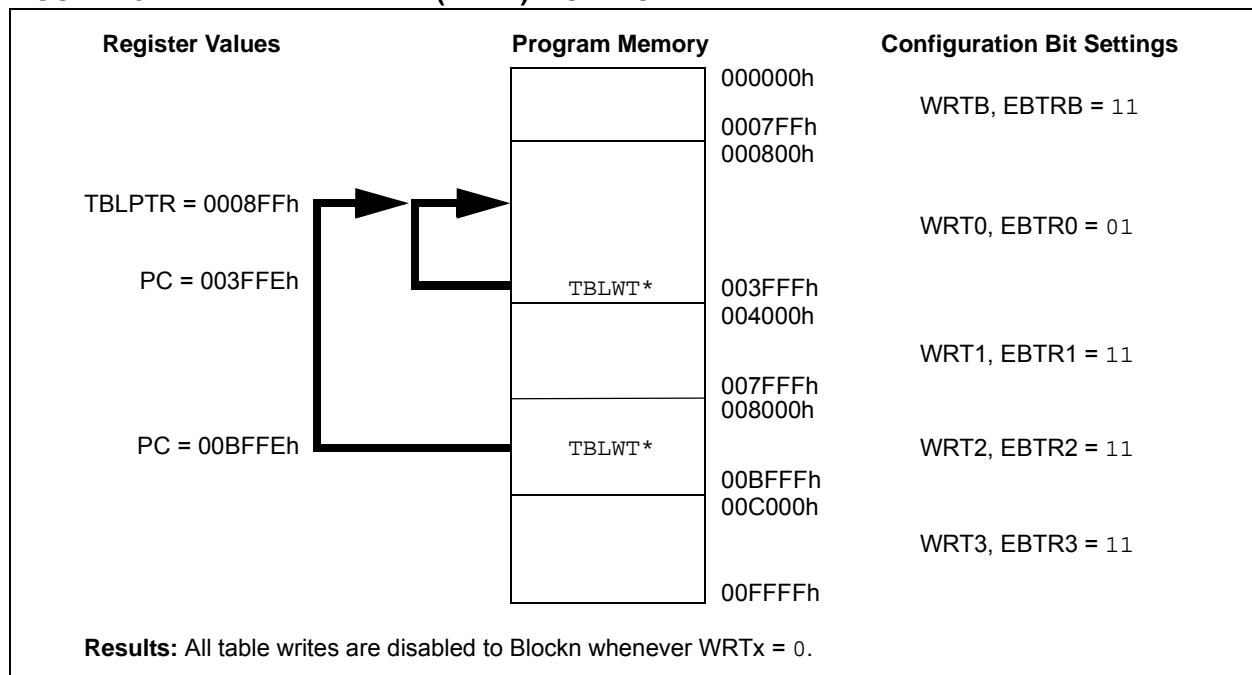 Register Values Program Memory Configuration Bit Settings
000000h
WRTB, EBTRB = 11
0007FFh
000800h
TBLPTR = 0008FFh
WRT0, EBTR0 = 01
PC = 003FFEh TBLWT* 003FFFh
004000h
WRT1, EBTR1 = 11
007FFFh
008000h
PC = 00BFFEh TBLWT* WRT2, EBTR2 = 11
00BFFFh
00C000h
WRT3, EBTR3 = 11
00FFFFh
Results: All table writes are disabled to Blockn whenever WRTx = 0.